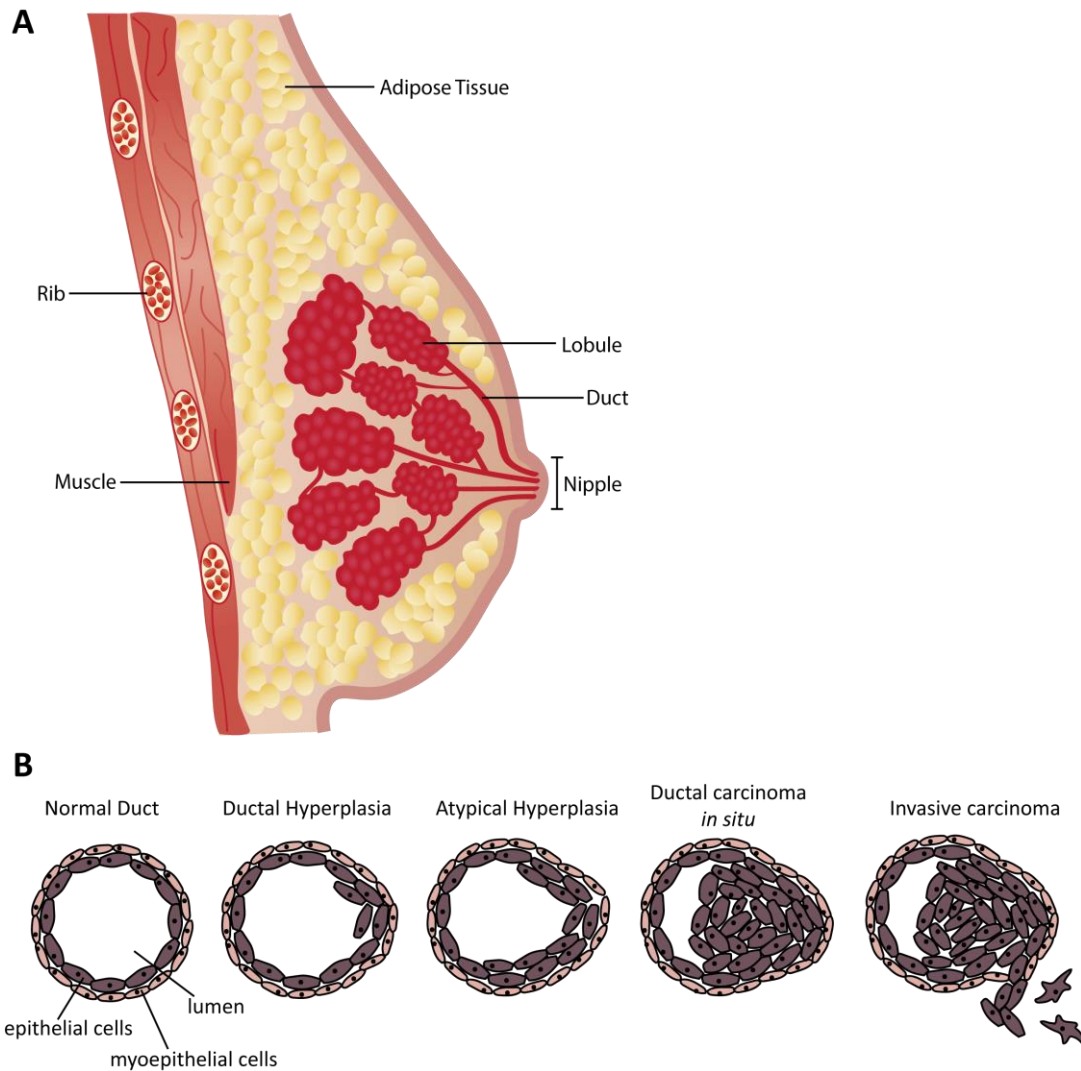 A
Adipose Tissue
Rib
Lobule
Duct
Muscle
Nipple
B
Normal Duct
Ductal Hyperplasia
Atypical Hyperplasia
Ductal carcinoma
in situ
Invasive carcinoma
lumen
epithelial cells
myoepithelial cells